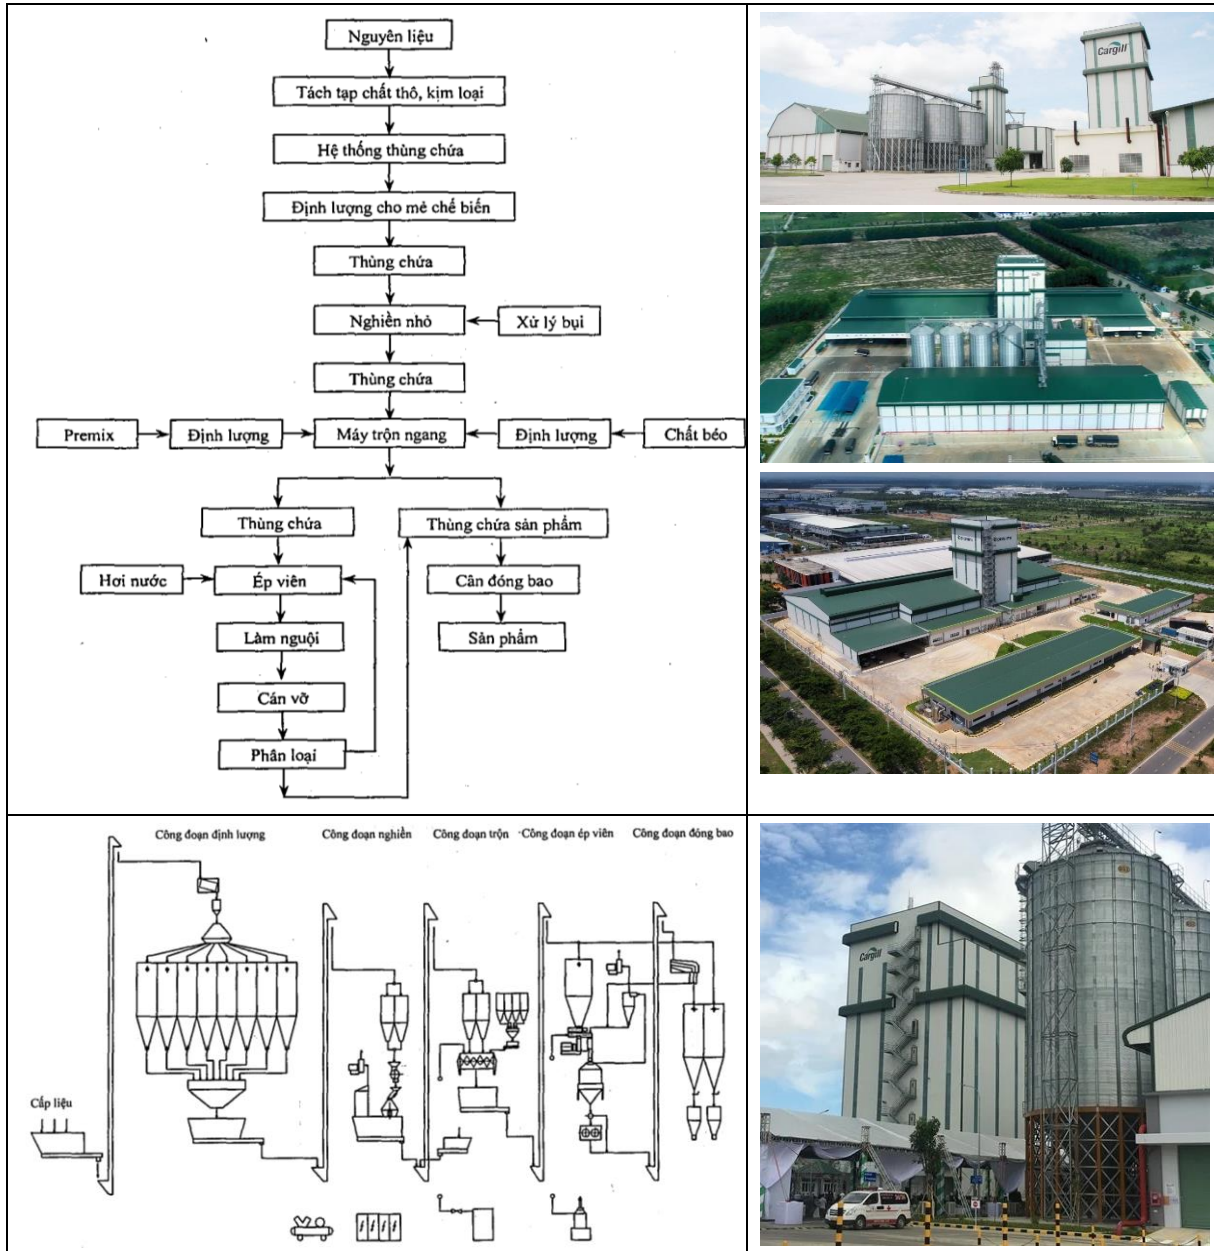 Nguyên liệu
Tách tạp chất thô, kim loại
Hệ thống thùng chứa
Định lượng cho mẻ chế biến
Thùng chứa
Nghiền nhỏ
Xử lý bụi
Thùng chứa
Premix
Định lượng
Máy trộn ngang
Định lượng
Chất béo
Thùng chứa
Thùng chứa sản phẩm
Hơi nước
Ép viên
Cân đóng bao
Làm nguội
Sản phẩm
Cán vỡ
Phân loại
Cargill
Công đoạn định lượng
Công đoạn nghiền
Công đoạn trộn
Công đoạn ép viên
Công đoạn đóng bao
Cấp liệu
Cargill